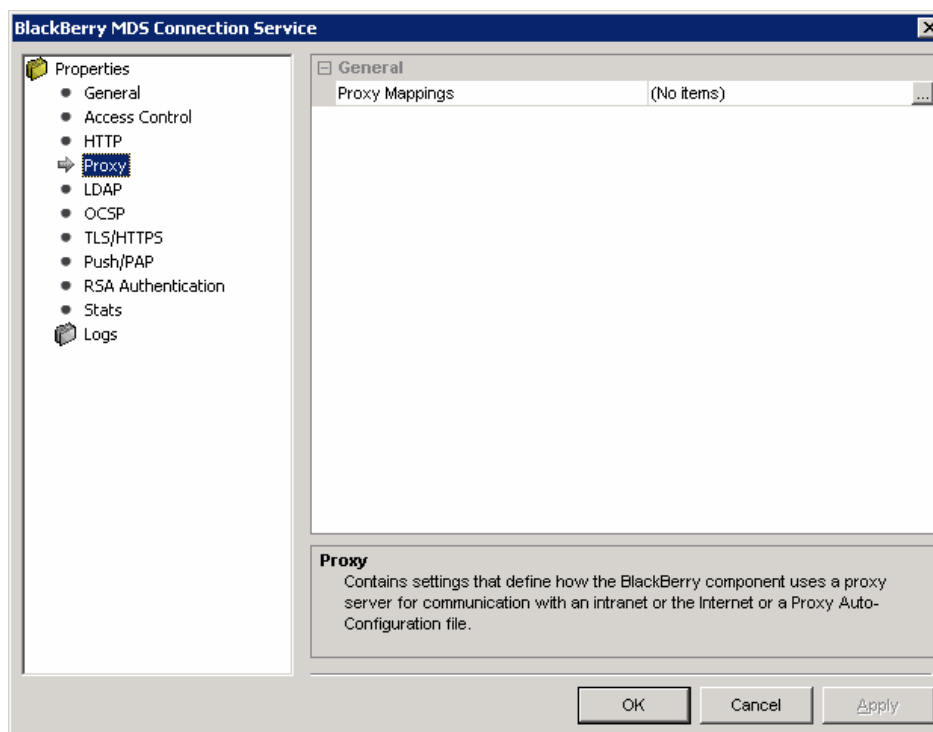 BlackBerry MDS Connection Service
Properties
General
Access Control
HTTP
Proxy
LDAP
OCSP
TLS/HTTPS
Push/PAP
RSA Authentication
Stats
Logs
General
Proxy Mappings (No items) ...
Proxy
Contains settings that define how the BlackBerry component uses a proxy
server for communication with an intranet or the Internet or a Proxy Auto-
Configuration file.
OK Cancel Apply